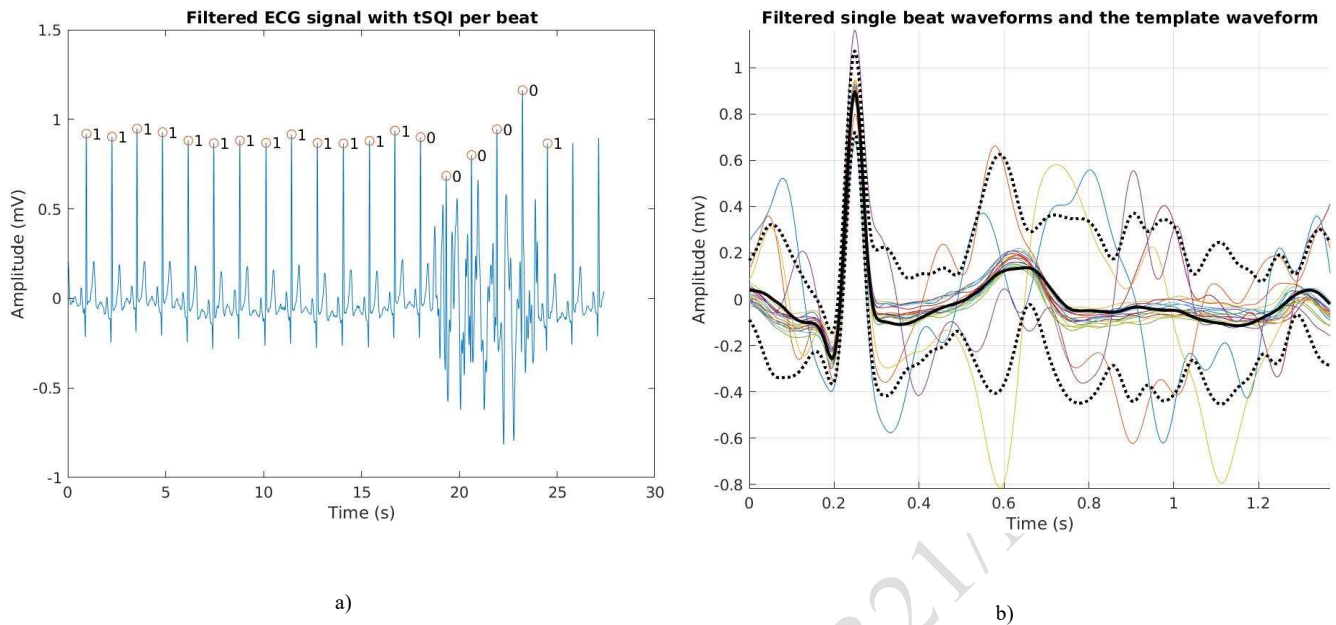 Filtered ECG signal with tSQI per beat
1.5
1
0.5
0
-0.5
-1
Amplitude (mV)
1 1 1 1 1 1 1 1 1 1 1 1 1 0 0 0 0 0 1
0 5 10 15 20 25 30
Time (s)
a)
Filtered single beat waveforms and the template waveform
1
0.8
0.6
0.4
0.2
0
-0.2
-0.4
-0.6
-0.8
Amplitude (mv)
0 0.2 0.4 0.6 0.8 1 1.2
Time (s)
b)